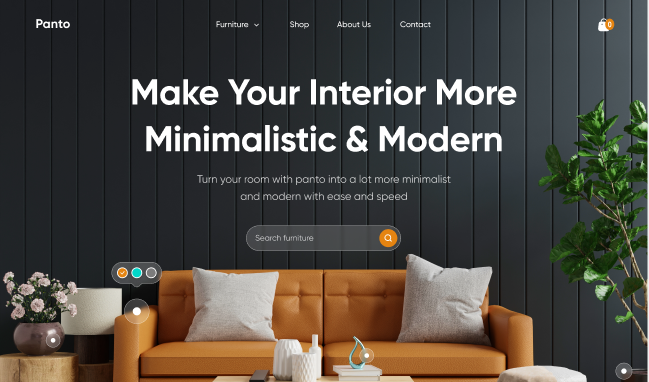 Panto
Furniture
Shop
About Us
Contact
0
Make Your Interior More
Minimalistic & Modern
Turn your room with panto into a lot more minimalist
and modern with ease and speed
Search furniture